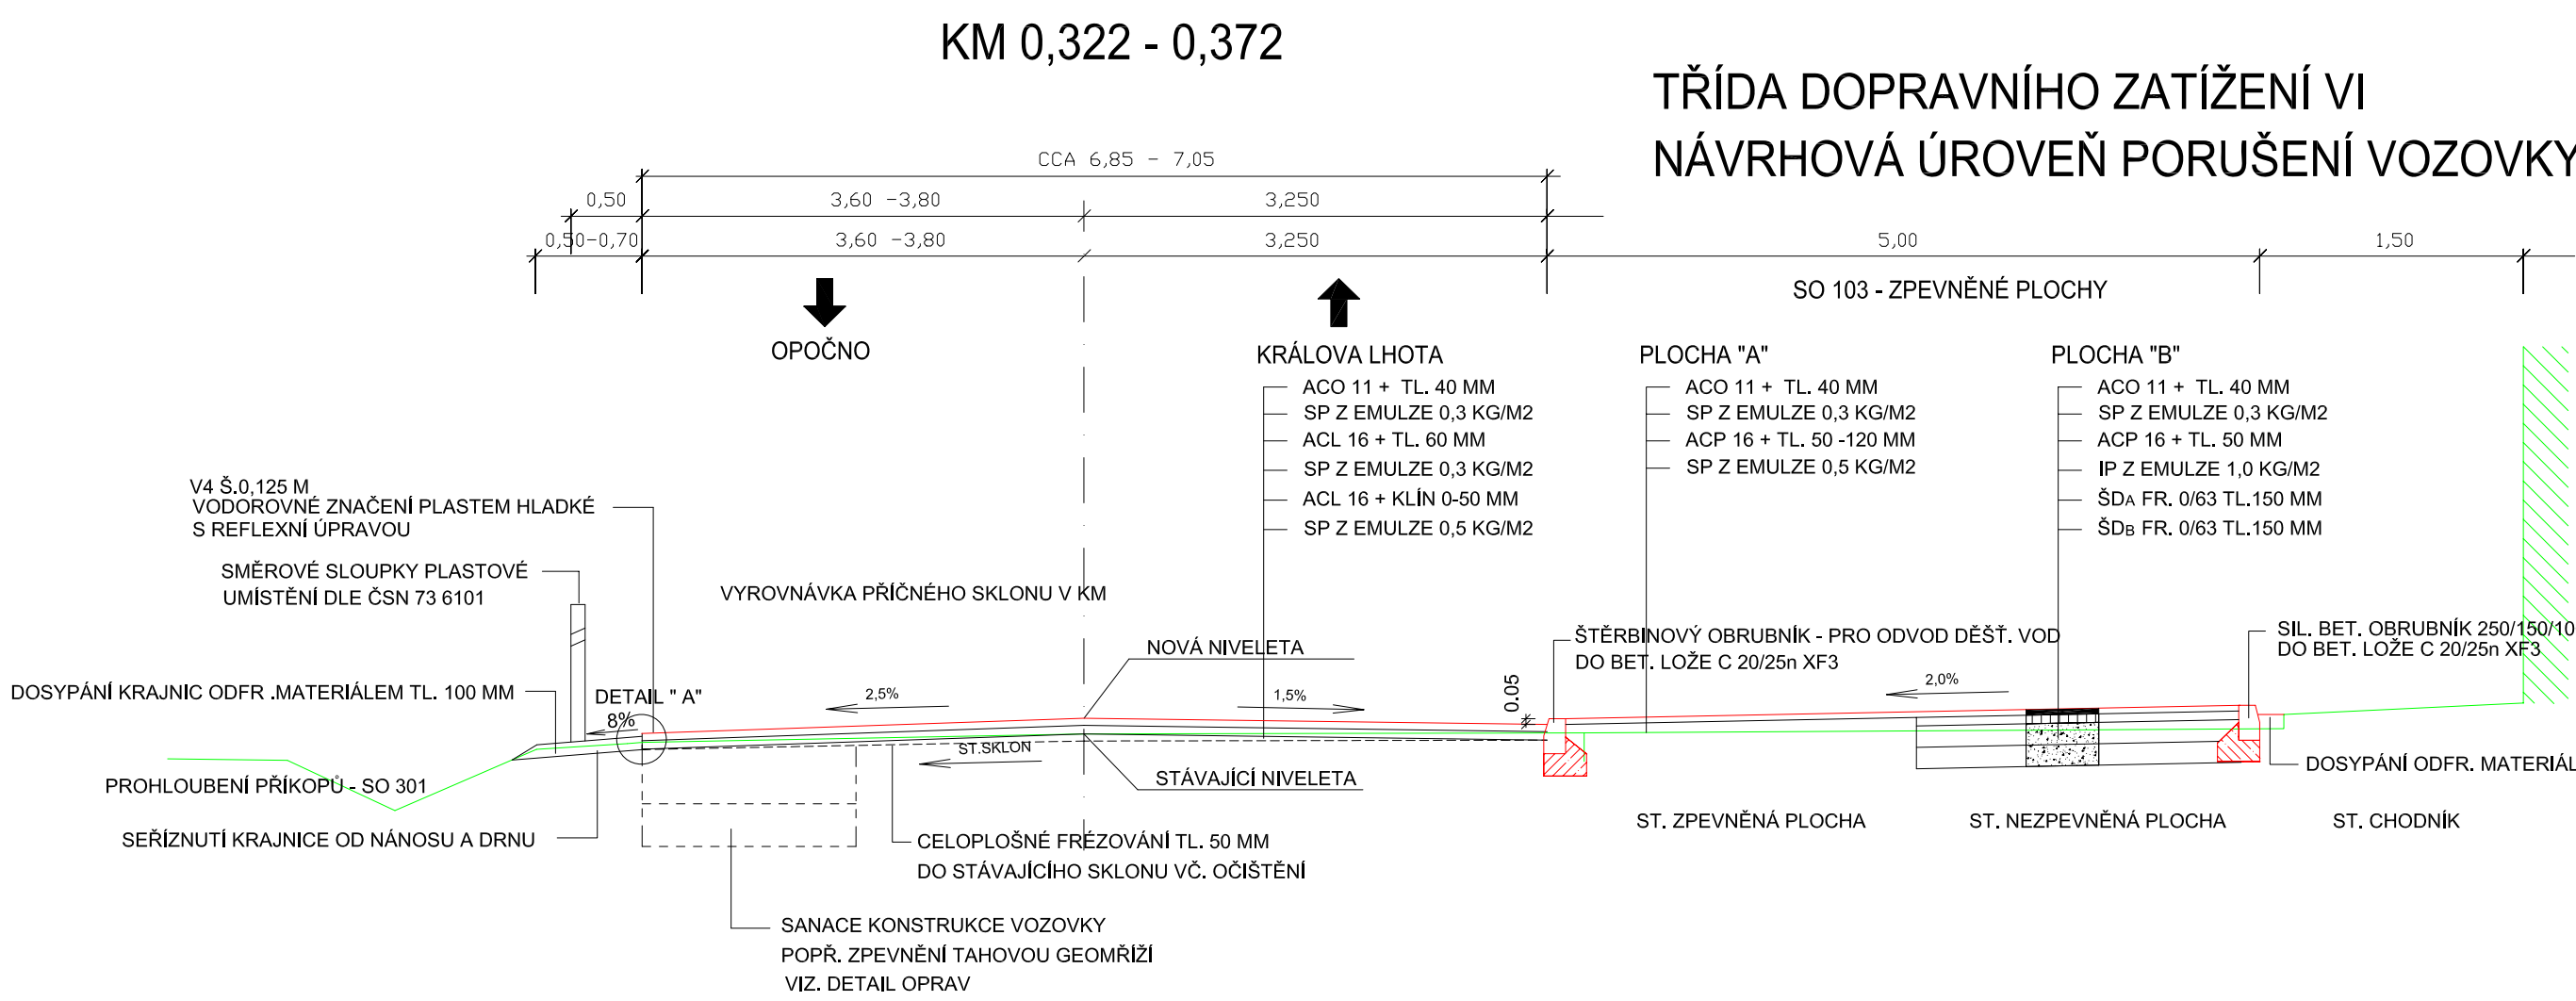 KM 0,322 - 0,372
TŘÍDA DOPRAVNÍHO ZATÍŽENÍ VI
NÁVRHOVÁ ÚROVEŇ PORUŠENÍ VOZOVKY
CCA 6,85 - 7,05
0,50
3,60 -3,80
3,250
0,50-0,70
3,60 -3,80
3,250
5,00
1,50
SO 103 - ZPEVNĚNÉ PLOCHY
OPOČNO
KRÁLOVA LHOTA
ACO 11 + TL. 40 MM
SP Z EMULZE 0,3 KG/M2
ACL 16 + TL. 60 MM
SP Z EMULZE 0,3 KG/M2
ACL 16 + KLÍN 0-50 MM
SP Z EMULZE 0,5 KG/M2
PLOCHA "A"
ACO 11 + TL. 40 MM
SP Z EMULZE 0,3 KG/M2
ACP 16 + TL. 50 -120 MM
SP Z EMULZE 0,5 KG/M2
PLOCHA "B"
ACO 11 + TL. 40 MM
SP Z EMULZE 0,3 KG/M2
ACP 16 + TL. 50 MM
IP Z EMULZE 1,0 KG/M2
ŠDA FR. 0/63 TL.150 MM
ŠDB FR. 0/63 TL.150 MM
V4 Š.0,125 M
VODOROVNÉ ZNAČENÍ PLASTEM HLADKÉ
S REFLEXNÍ ÚPRAVOU
SMĚROVÉ SLOUPKY PLASTOVÉ
UMÍSTĚNÍ DLE ČSN 73 6101
VYROVNÁVKA PŘÍČNÉHO SKLONU V KM
NOVÁ NIVELETA
ŠTĚRBINOVÝ OBRUBNÍK - PRO ODVOD DĚŠŤ. VOD
DO BET. LOŽE C 20/25n XF3
SIL. BET. OBRUBNÍK 250/150/10
DO BET. LOŽE C 20/25n XF3
DOSYPÁNÍ KRAJNIC ODFR .MATERIÁLEM TL. 100 MM
DETAIL " A"
8%
2,5%
1,5%
0.05
2,0%
ST.SKLON
STÁVAJÍCÍ NIVELETA
PROHLOUBENÍ PŘÍKOPŮ - SO 301
DOSYPÁNÍ ODFR. MATERIÁL
SEŘÍZNUTÍ KRAJNICE OD NÁNOSU A DRNU
ST. ZPEVNĚNÁ PLOCHA
ST. NEZPEVNĚNÁ PLOCHA
ST. CHODNÍK
CELOPLOŠNÉ FRÉZOVÁNÍ TL. 50 MM
DO STÁVAJÍCÍHO SKLONU VČ. OČIŠTĚNÍ
SANACE KONSTRUKCE VOZOVKY
POPŘ. ZPEVNĚNÍ TAHOVOU GEOMŘÍŽÍ
VIZ. DETAIL OPRAV